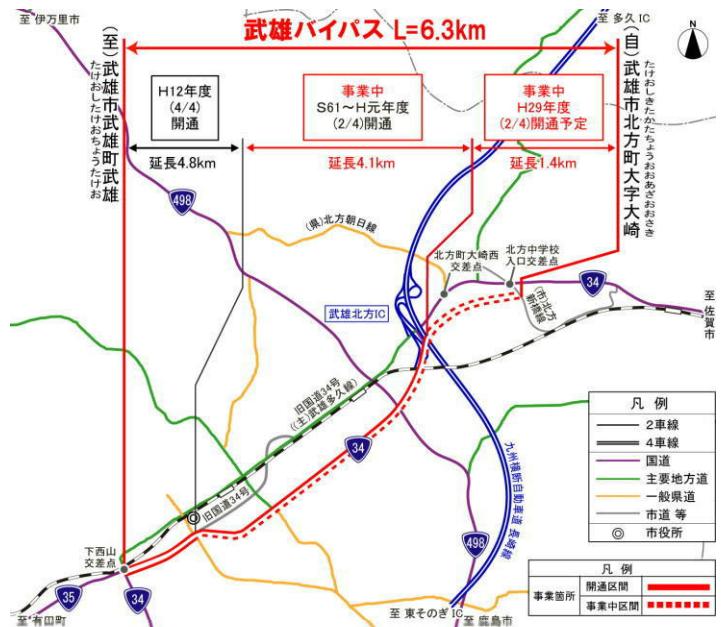 至 伊万里市
武雄バイパス L=6.3km
至 多久IC
N
(至)武雄市武雄町武雄
たけおしたけおちょうたけお
H12年度
(4/4)
開通
事業中
S61～H元年度
(2/4)開通
事業中
H29年度
(2/4)開通予定
(自)武雄市北方町大字大崎
たけおしきたかたちょうおおあざおおさき
延長4.8km
延長4.1km
延長1.4km
498
(県)北方朝日線
北方町大崎西
交差点
北方中学校
入口交差点
34
至 佐賀市
武雄北方IC
(市)北方
新橋線
旧国道34号
((主)武雄多久線)
34
九州横断自動車道 長崎線
旧国道34号
下西山
交差点
498
35
34
至 有田町
至 東そのぎIC
至 鹿島市
凡 例
2車線
4車線
国道
主要地方道
一般県道
市道 等
市役所
凡 例
事業箇所
開通区間
事業中区間